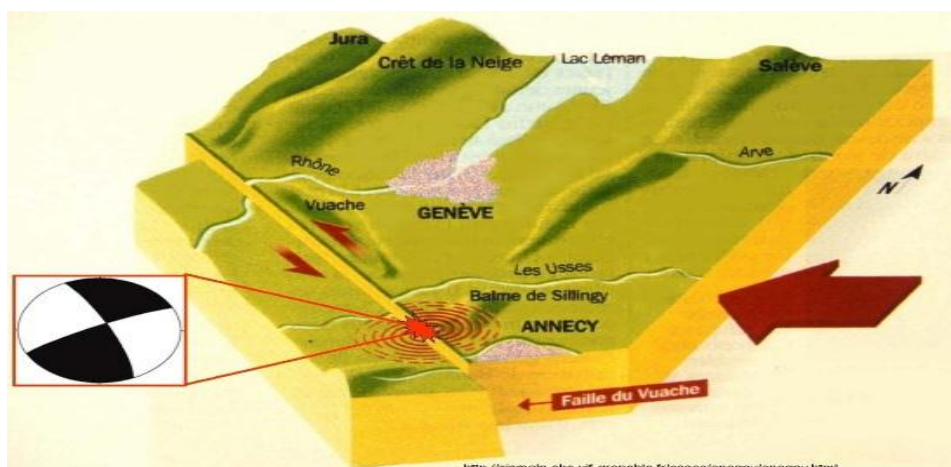 Jura
Crêt de la Neige
Lac Léman
Salève
Rhône
Arve
N
Vuache
GENÈVE
Les Usses
Balme de Sillingy
ANNECY
Faille du Vuache